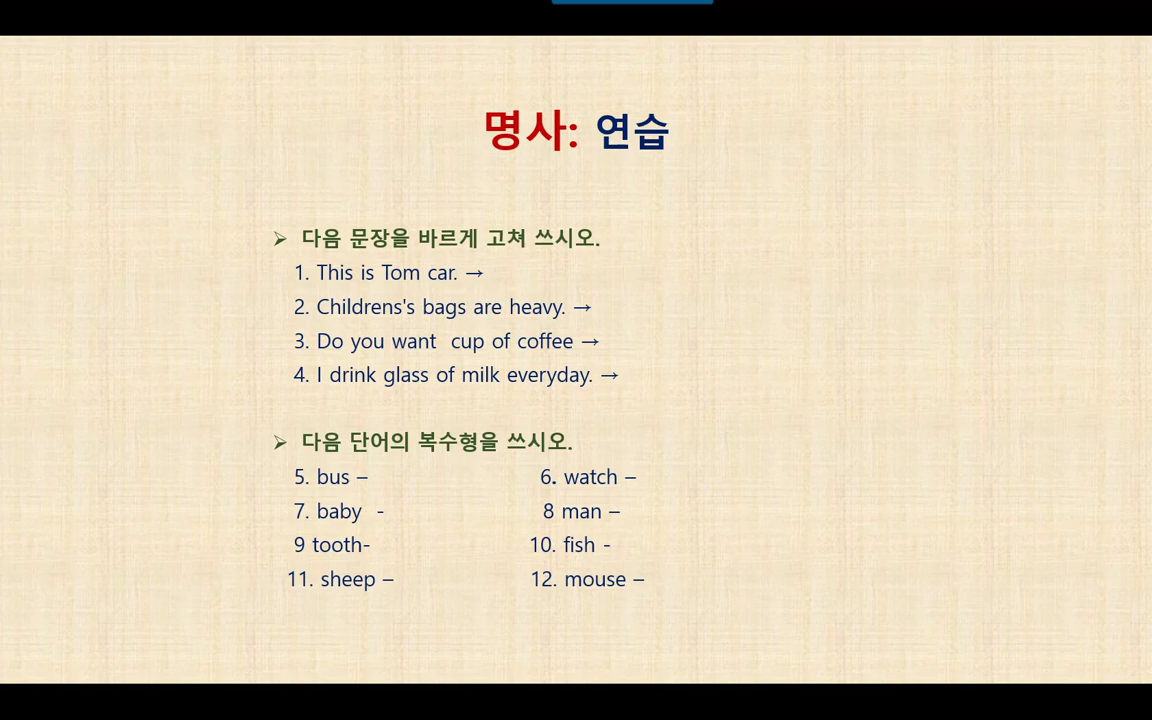 명사: 연습
➢ 다음 문장을 바르게 고쳐 쓰시오.
1. This is Tom car. →
2. Childrens's bags are heavy. →
3. Do you want  cup of coffee →
4. I drink glass of milk everyday. →
➢ 다음 단어의 복수형을 쓰시오.
5. bus – 6. watch –
7. baby  - 8 man –
9 tooth- 10. fish -
11. sheep – 12. mouse –